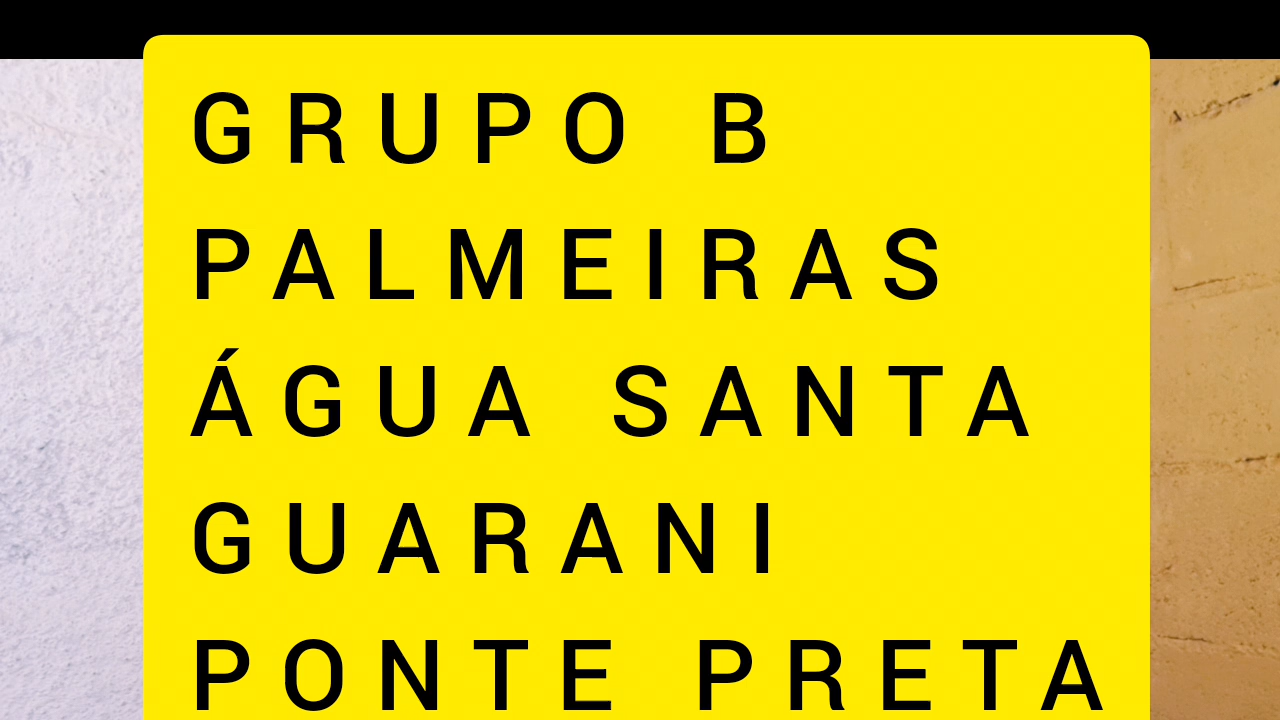 GRUPO B
PALMEIRAS
ÁGUA SANTA
GUARANI
PONTE PRETA